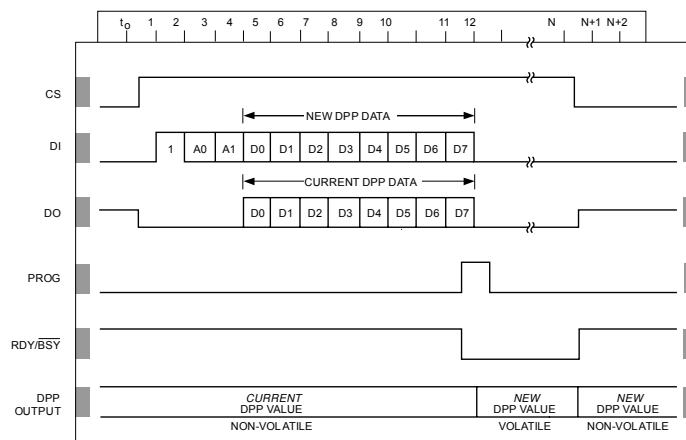 to 1 2 3 4 5 6 7 8 9 10 11 12 N N+1 N+2
CS
NEW DPP DATA
DI 1 A0 A1 D0 D1 D2 D3 D4 D5 D6 D7
CURRENT DPP DATA
DO D0 D1 D2 D3 D4 D5 D6 D7
PROG
RDY/BSY
DPP OUTPUT
CURRENT DPP VALUE
NON-VOLATILE
NEW DPP VALUE
VOLATILE
NEW DPP VALUE
NON-VOLATILE